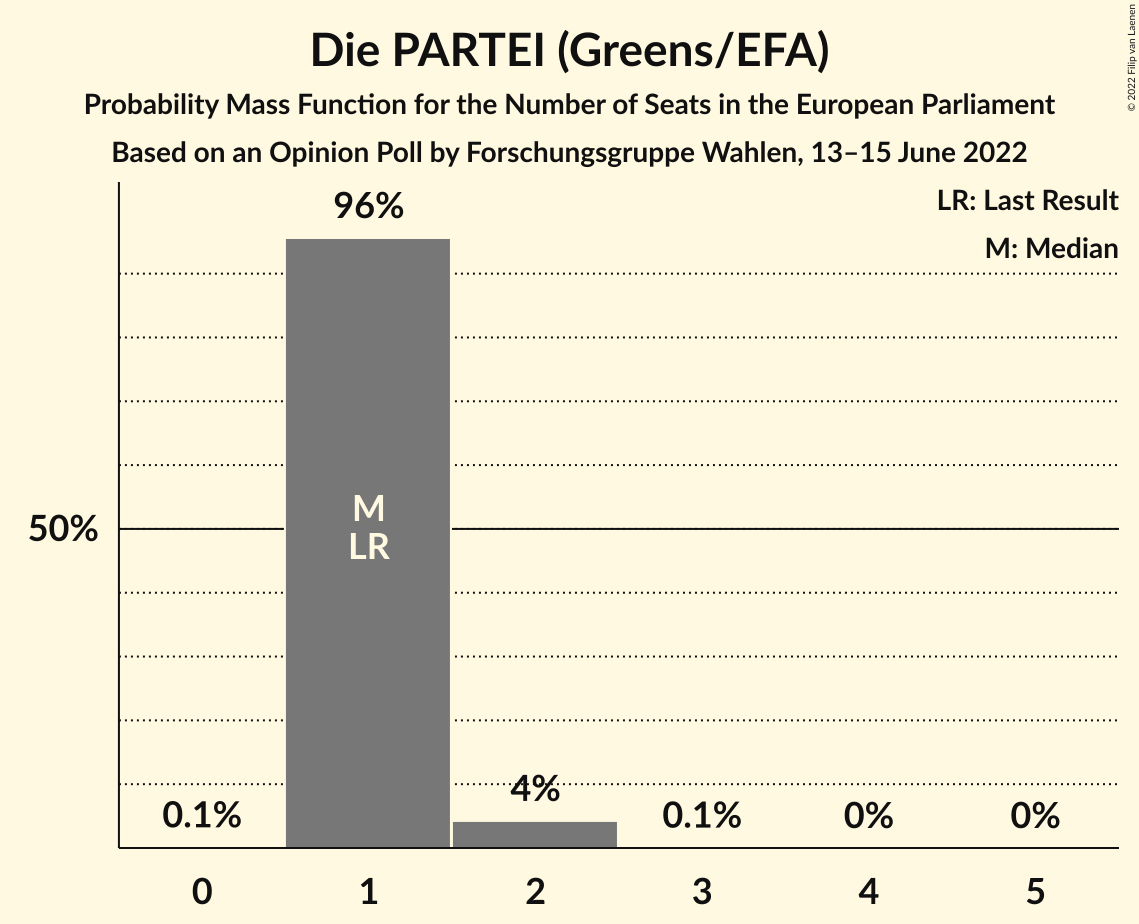 Die PARTEI (Greens/EFA)
Probability Mass Function for the Number of Seats in the European Parliament
Based on an Opinion Poll by Forschungsgruppe Wahlen, 13–15 June 2022
© 2022 Filip van Laenen
LR: Last Result
M: Median
96%
M
LR
50%
4%
0.1%
0.1%
0%
0%
0 1 2 3 4 5